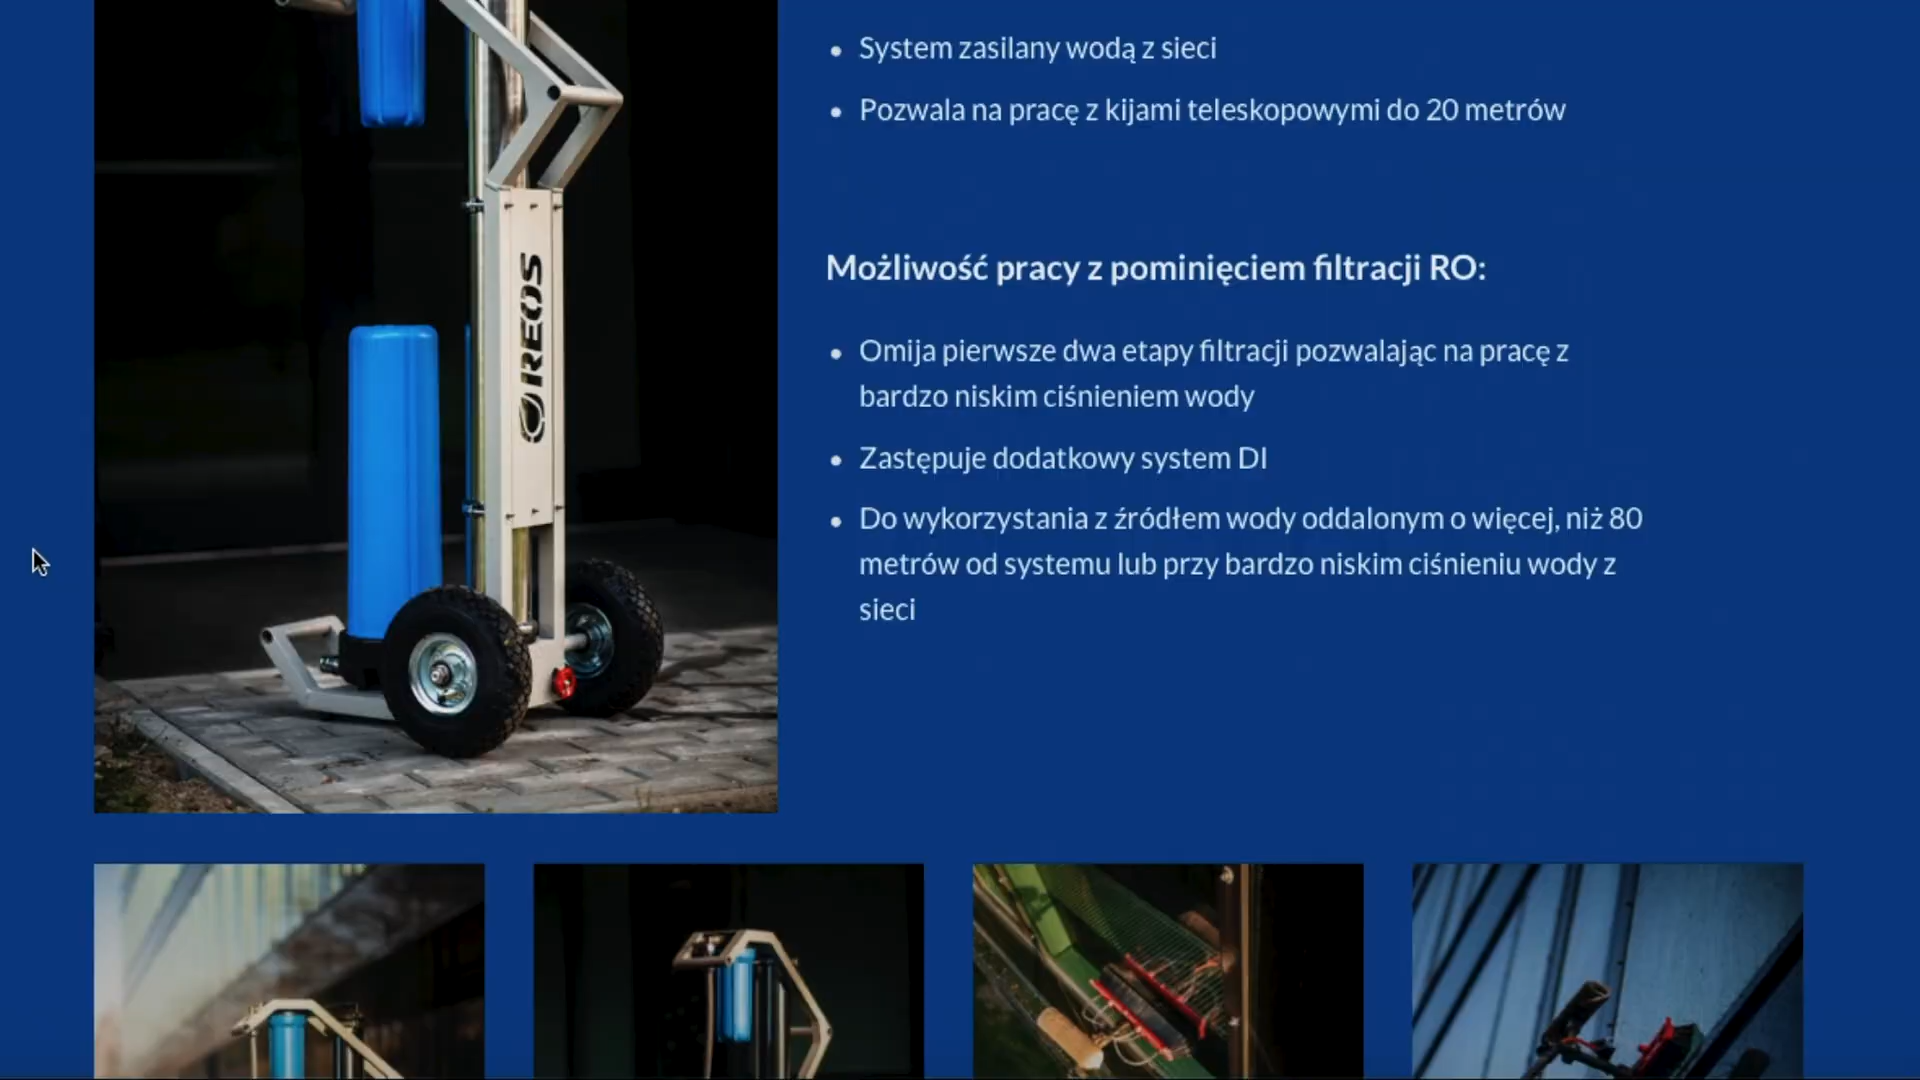 System zasilany wodą z sieci
Pozwala na pracę z kijami teleskopowymi do 20 metrów
REOS
Możliwość pracy z pominięciem filtracji RO:
Omija pierwsze dwa etapy filtracji pozwalając na pracę z
bardzo niskim ciśnieniem wody
Zastępuje dodatkowy system DI
Do wykorzystania z źródłem wody oddalonym o więcej, niż 80
metrów od systemu lub przy bardzo niskim ciśnieniu wody z
sieci